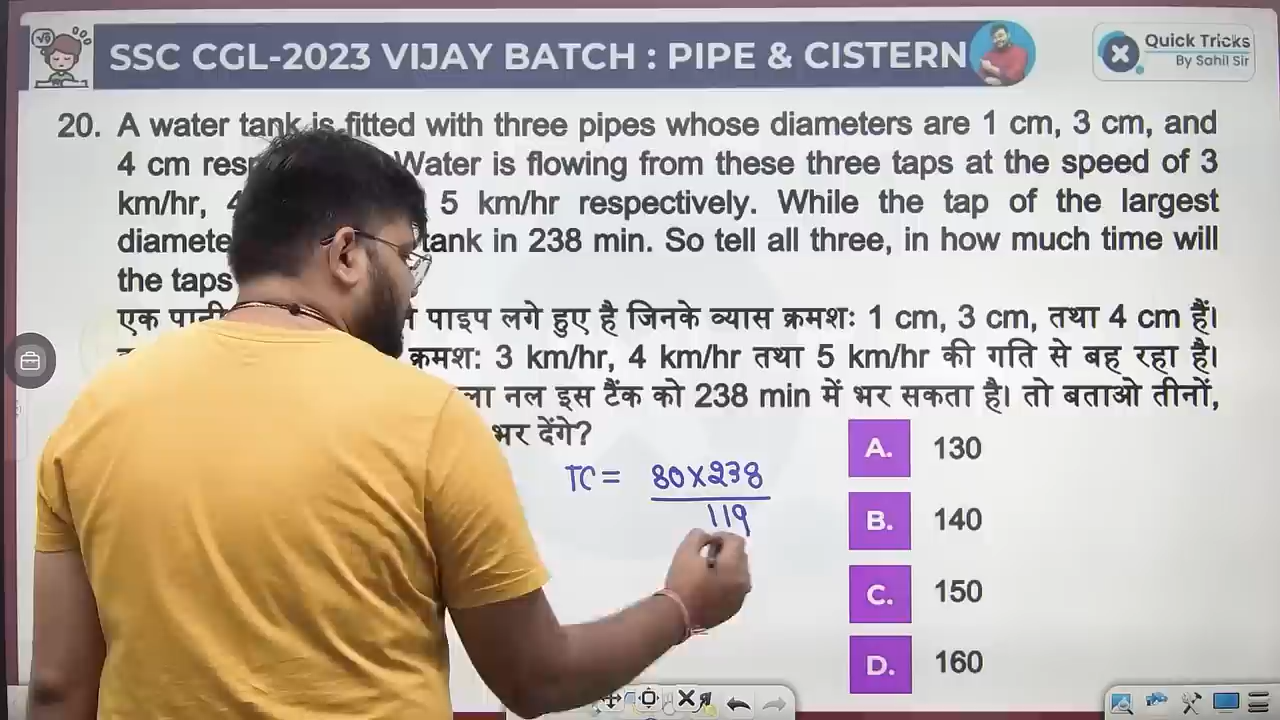 SSC CGL-2023 VIJAY BATCH : PIPE & CISTERN
Quick Tricks
By Sahil Sir
20. A water tank is fitted with three pipes whose diameters are 1 cm, 3 cm, and
4 cm Water is flowing from these three taps at the speed of 3
km/hr, 4 5 km/hr respectively. While the tap of the largest
tank in 238 min. So tell all three, in how much time will
the taps
एक पाइप लगे हुए है जिनके व्यास क्रमशः 1 cm, 3 cm, तथा 4 cm हैं।
क्रमश: 3 km/hr, 4 km/hr तथा 5 km/hr की गति से बह रहा है।
नल इस टैंक को 238 min में भर सकता है। तो बताओ तीनों,
भर देंगे?
TC = 80x238
119
A. 130
B. 140
C. 150
D. 160